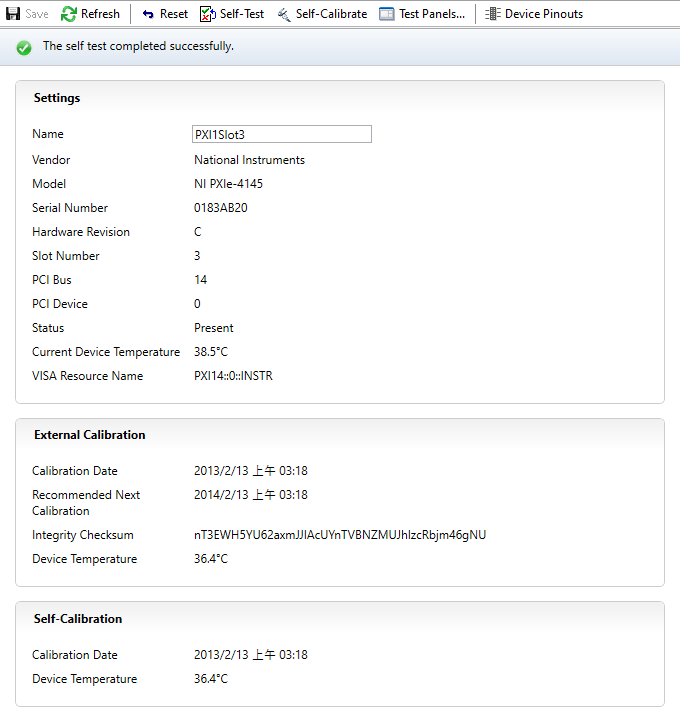 Save Refresh Reset Self-Test Self-Calibrate Test Panels... Device Pinouts
The self test completed successfully.
Settings
Name PXI1Slot3
Vendor National Instruments
Model NI PXIe-4145
Serial Number 0183AB20
Hardware Revision C
Slot Number 3
PCI Bus 14
PCI Device 0
Status Present
Current Device Temperature 38.5°C
VISA Resource Name PXI14::0::INSTR
External Calibration
Calibration Date 2013/2/13 上午 03:18
Recommended Next 2014/2/13 上午 03:18
Calibration
Integrity Checksum nT3EWH5YU62axmJJIAcUYnTVBNZMUJhIzcRbjm46gNU
Device Temperature 36.4°C
Self-Calibration
Calibration Date 2013/2/13 上午 03:18
Device Temperature 36.4°C